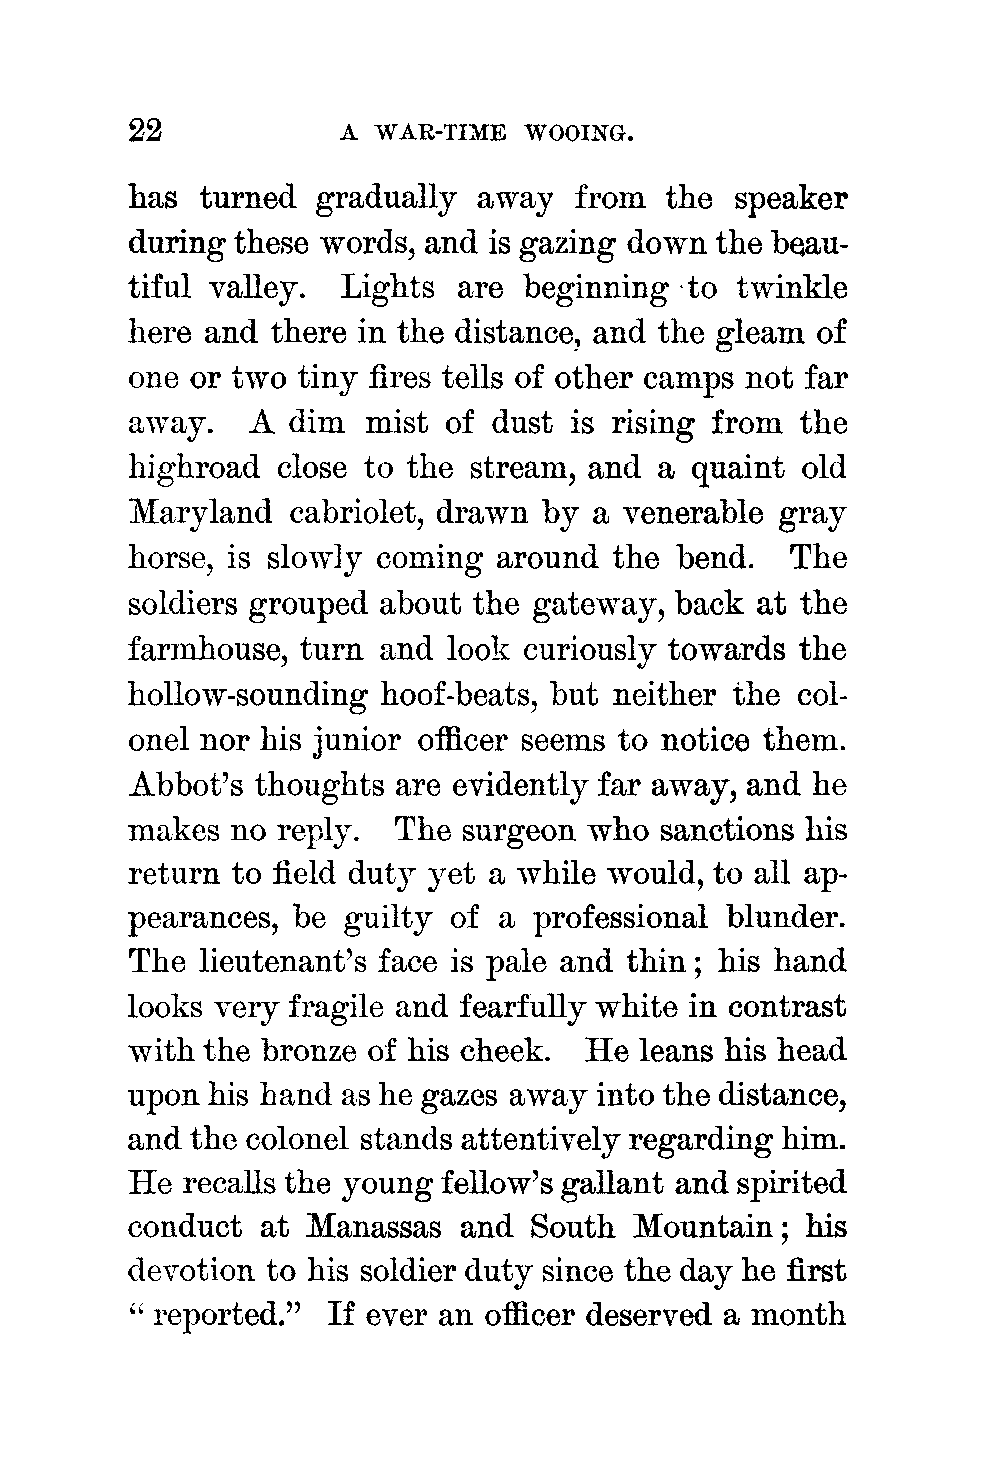 22 A WAR-TIME WOOING.
has turned gradually away from the speaker
during these words, and is gazing down the beau-
tiful valley. Lights are beginning to twinkle
here and there in the distance, and the gleam of
one or two tiny fires tells of other camps not far
away. A dim mist of dust is rising from the
highroad close to the stream, and a quaint old
Maryland cabriolet, drawn by a venerable gray
horse, is slowly coming around the bend. The
soldiers grouped about the gateway, back at the
farmhouse, turn and look curiously towards the
hollow-sounding hoof-beats, but neither the col-
onel nor his junior officer seems to notice them.
Abbot's thoughts are evidently far away, and he
makes no reply. The surgeon who sanctions his
return to field duty yet a while would, to all ap-
pearances, be guilty of a professional blunder.
The lieutenant's face is pale and thin; his hand
looks very fragile and fearfully white in contrast
with the bronze of his cheek. He leans his head
upon his hand as he gazes away into the distance,
and the colonel stands attentively regarding him.
He recalls the young fellow's gallant and spirited
conduct at Manassas and South Mountain; his
devotion to his soldier duty since the day he first
"reported." If ever an officer deserved a month